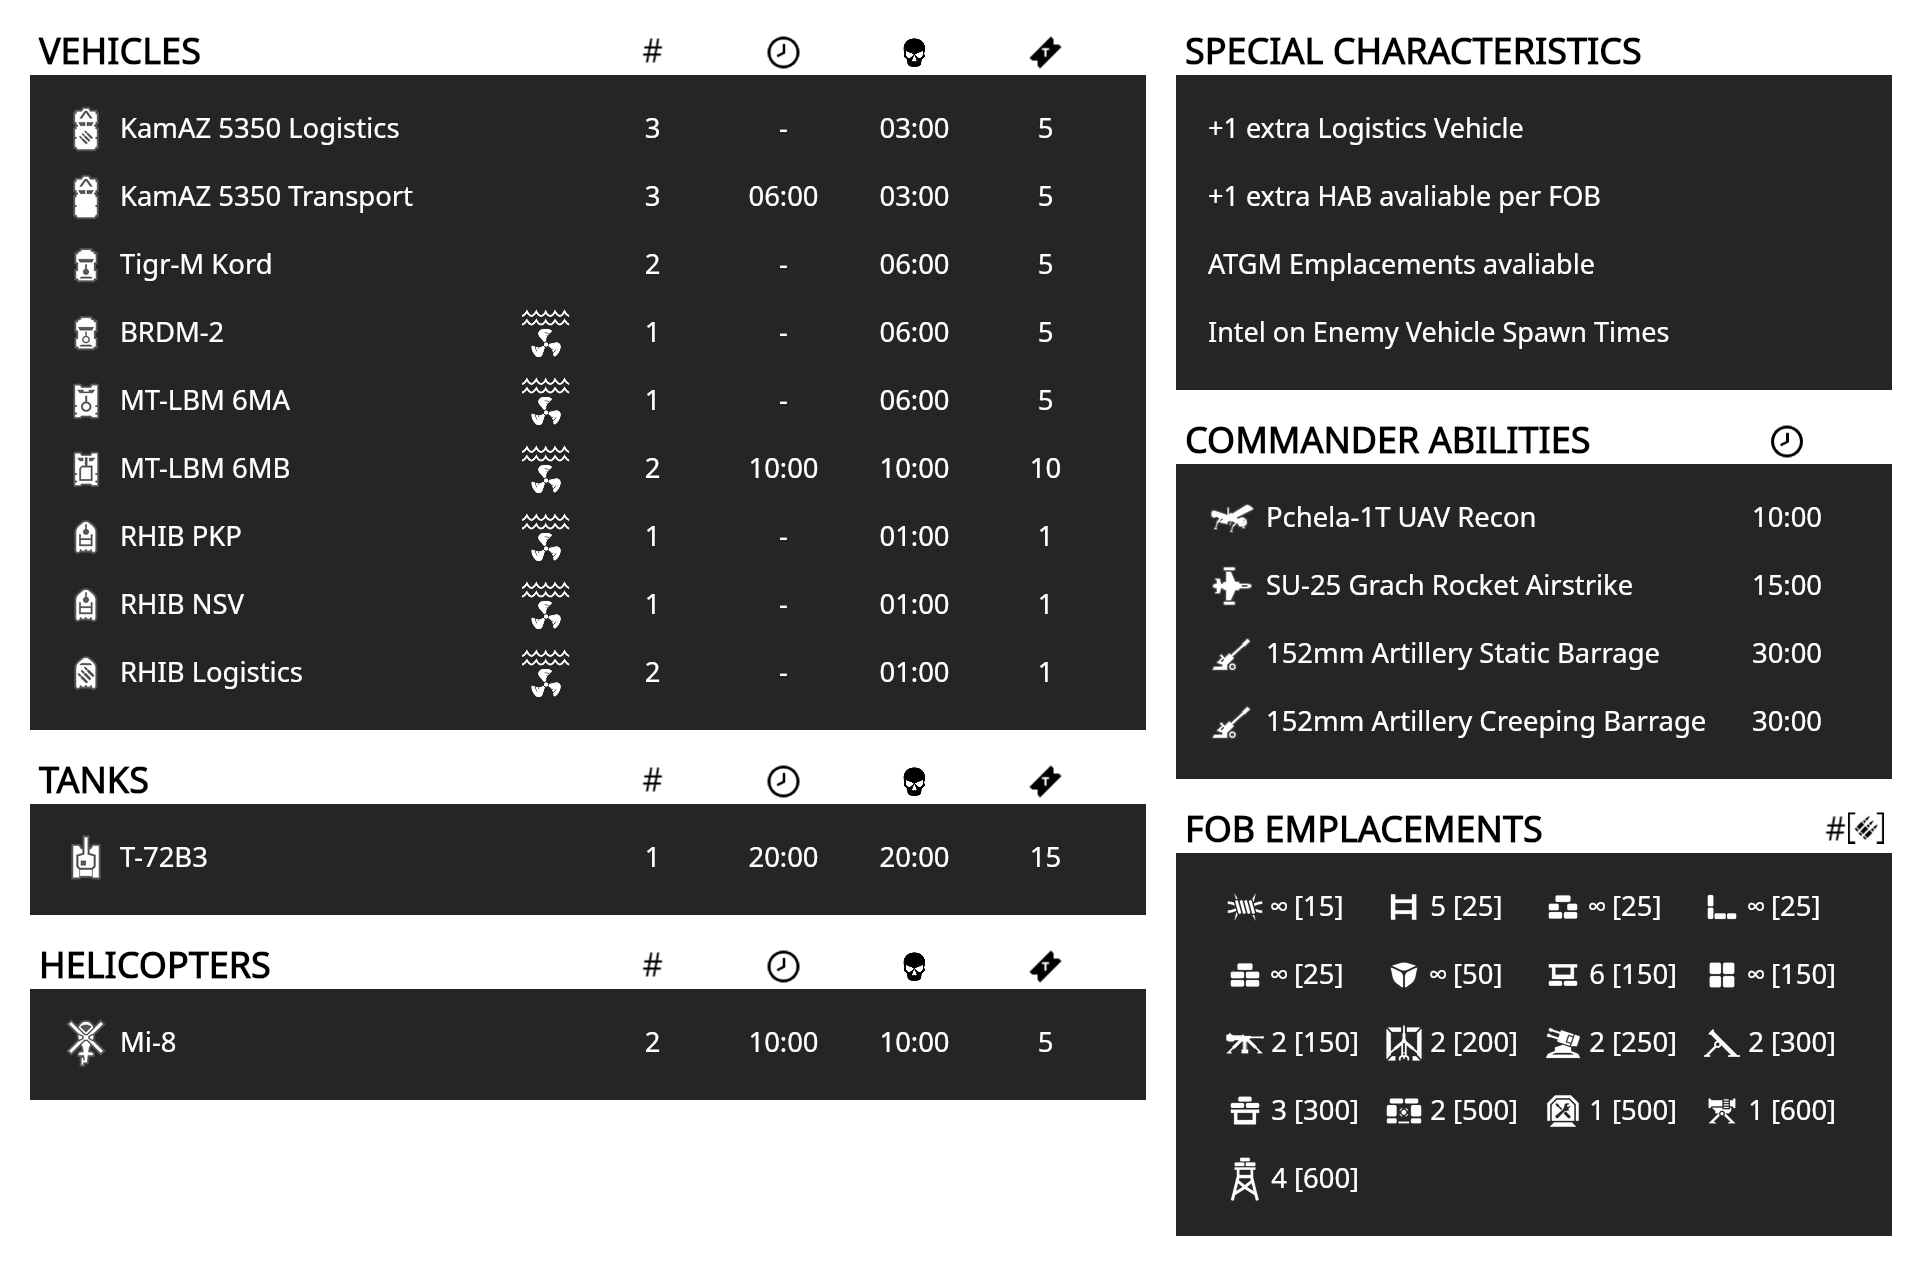 VEHICLES #
KamAZ 5350 Logistics 3 - 03:00 5
KamAZ 5350 Transport 3 06:00 03:00 5
Tigr-M Kord 2 - 06:00 5
BRDM-2 1 - 06:00 5
MT-LBM 6MA 1 - 06:00 5
MT-LBM 6MB 2 10:00 10:00 10
RHIB PKP 1 - 01:00 1
RHIB NSV 1 - 01:00 1
RHIB Logistics 2 - 01:00 1
TANKS #
T-72B3 1 20:00 20:00 15
HELICOPTERS #
Mi-8 2 10:00 10:00 5
SPECIAL CHARACTERISTICS
+1 extra Logistics Vehicle
+1 extra HAB avaliable per FOB
ATGM Emplacements avaliable
Intel on Enemy Vehicle Spawn Times
COMMANDER ABILITIES
Pchela-1T UAV Recon 10:00
SU-25 Grach Rocket Airstrike 15:00
152mm Artillery Static Barrage 30:00
152mm Artillery Creeping Barrage 30:00
FOB EMPLACEMENTS #[]
∞ [15] 5 [25] ∞ [25] ∞ [25]
∞ [25] ∞ [50] 6 [150] ∞ [150]
2 [150] 2 [200] 2 [250] 2 [300]
3 [300] 2 [500] 1 [500] 1 [600]
4 [600]